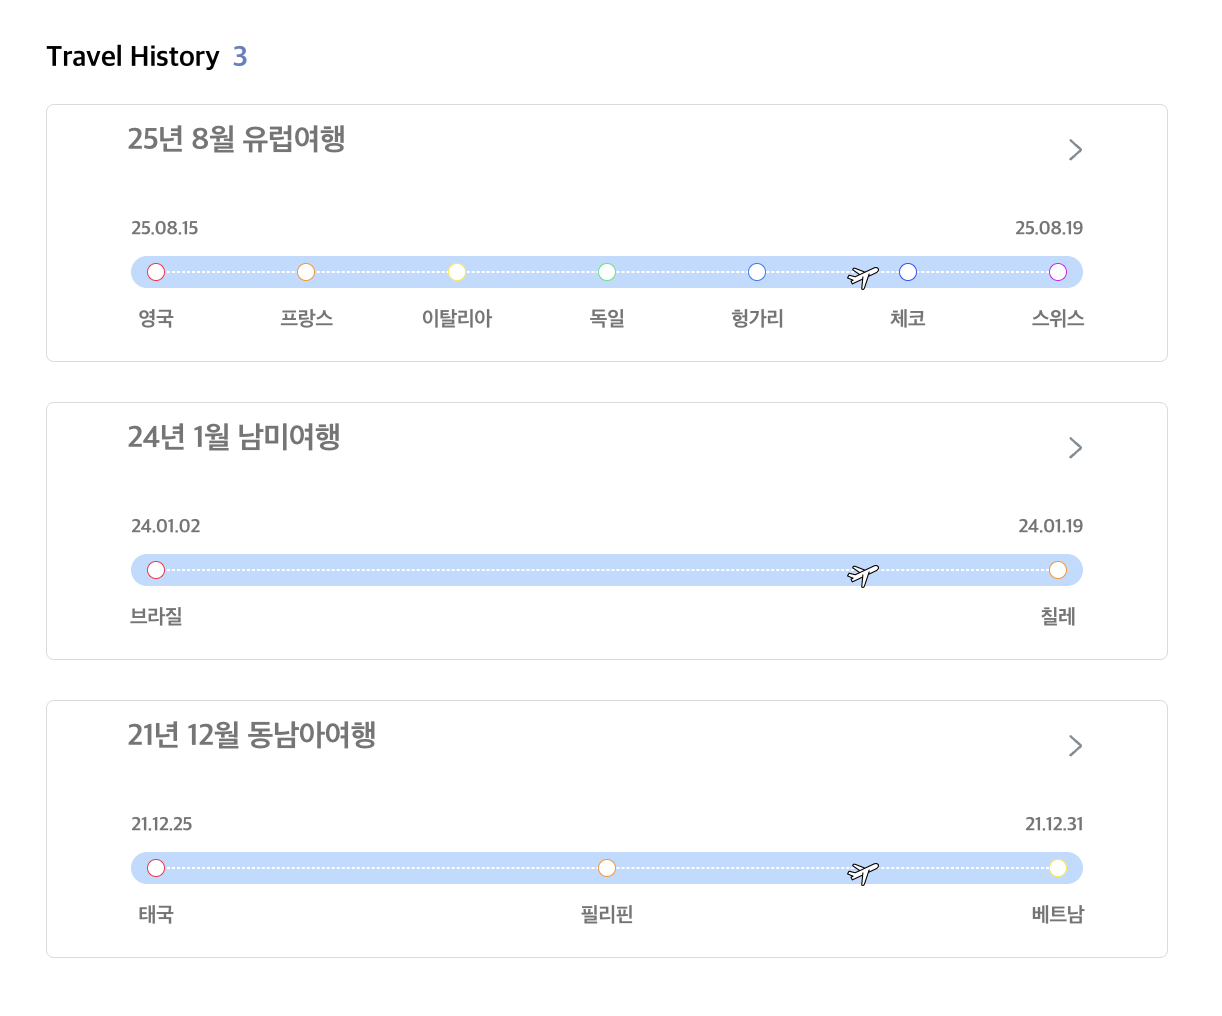 Travel History 3
25년 8월 유럽여행
25.08.15 25.08.19
영국 프랑스 이탈리아 독일 헝가리 체코 스위스
24년 1월 남미여행
24.01.02 24.01.19
브라질 칠레
21년 12월 동남아여행
21.12.25 21.12.31
태국 필리핀 베트남